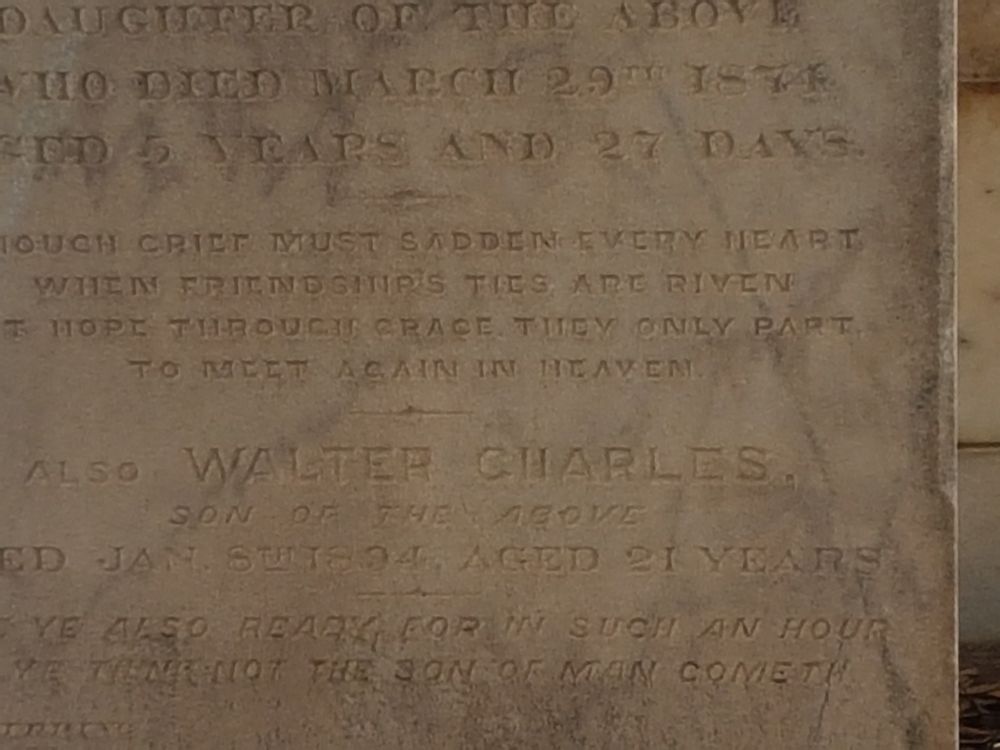 DAUGHTER OF THE ABOVE
WHO DIED MARCH 29TH 1874
AGED 5 YEARS AND 27 DAYS.
THOUGH GRIEF MUST SADDEN EVERY HEART
WHEN FRIENDSHIP'S TIES ARE RIVEN
HOPE THROUGH GRACE, THEY ONLY PART,
TO MEET AGAIN IN HEAVEN.
ALSO WALTER CHARLES,
SON OF THE ABOVE
DIED JAN. 8TH 1894, AGED 21 YEARS
YE ALSO READY, FOR IN SUCH AN HOUR
YE THINK NOT THE SON OF MAN COMETH